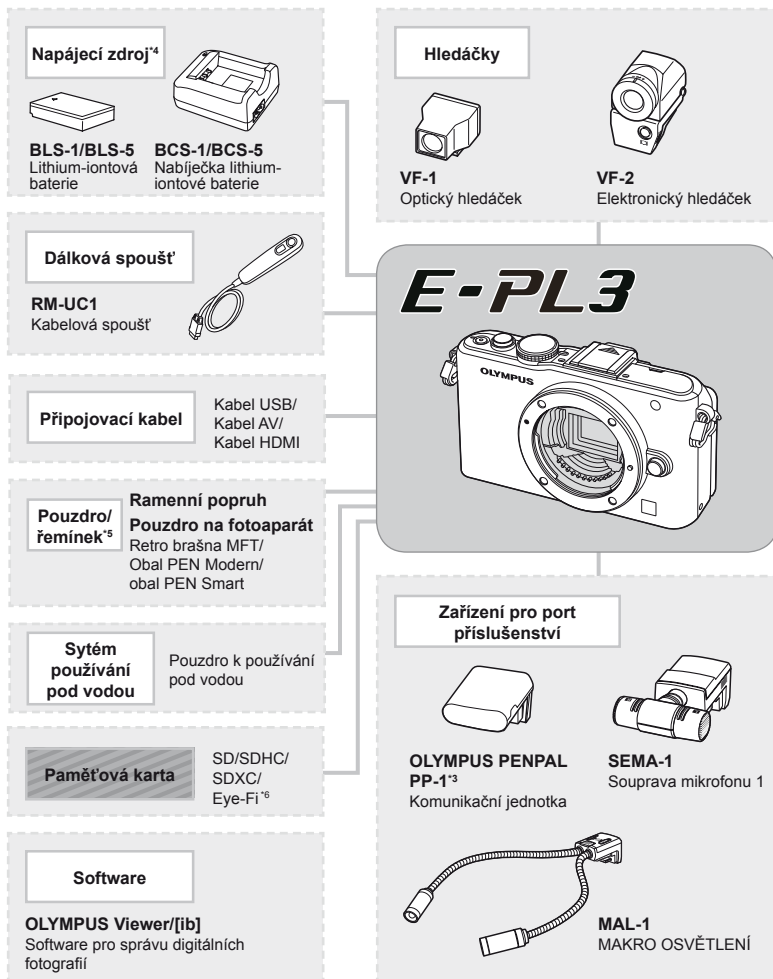 Napájecí zdroj*4
BLS-1/BLS-5
Lithium-iontová
baterie
BCS-1/BCS-5
Nabíječka lithium-
iontové baterie
Dálková spoušť
RM-UC1
Kabelová spoušť
Připojovací kabel
Kabel USB/
Kabel AV/
Kabel HDMI
Pouzdro/
řemínek*5
Ramenní popruh
Pouzdro na fotoaparát
Retro brašna MFT/
Obal PEN Modern/
obal PEN Smart
Sytém
používání
pod vodou
Pouzdro k používání
pod vodou
Paměťová karta
SD/SDHC/
SDXC/
Eye-Fi*6
Software
OLYMPUS Viewer/[ib]
Software pro správu digitálních
fotografií
Hledáčky
VF-1
Optický hledáček
VF-2
Elektronický hledáček
E-PL3
OLYMPUS
Zařízení pro port
příslušenství
OLYMPUS PENPAL
PP-1*3
Komunikační jednotka
SEMA-1
Souprava mikrofonu 1
MAL-1
MAKRO OSVĚTLENÍ